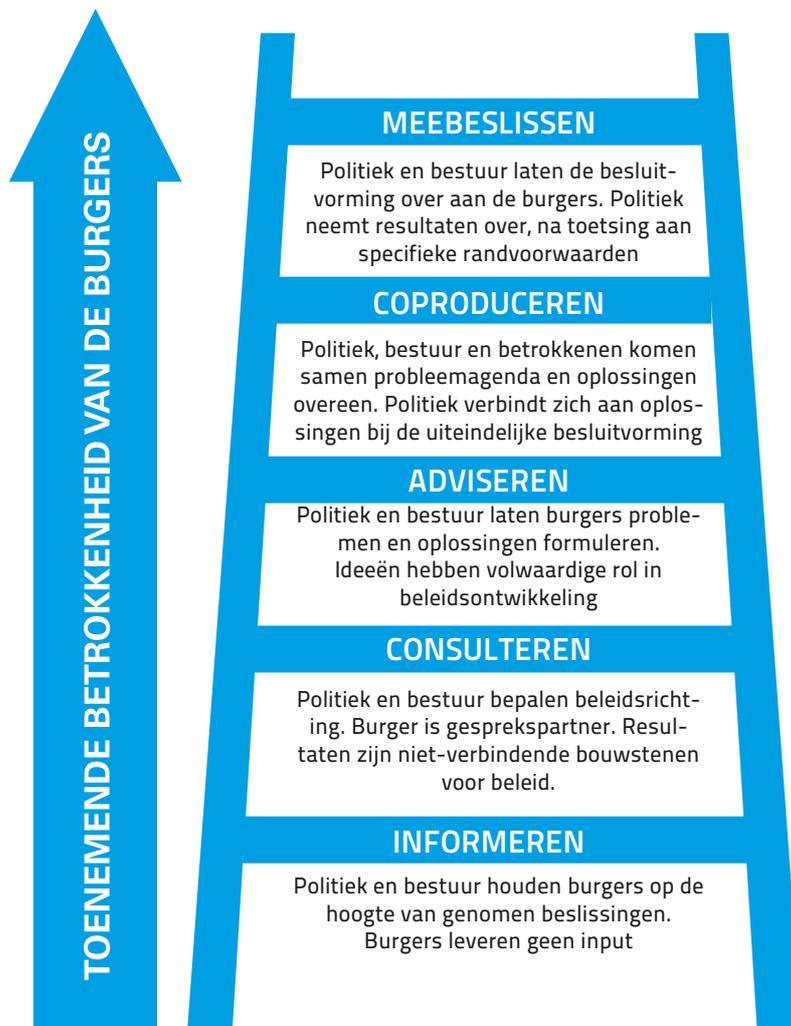 TOENEMENDE BETROKKENHEID VAN DE BURGERS
MEEBESLISSEN
Politiek en bestuur laten de besluit-
vorming over aan de burgers. Politiek
neemt resultaten over, na toetsing aan
specifieke randvoorwaarden
COPRODUCEREN
Politiek, bestuur en betrokkenen komen
samen probleemagenda en oplossingen
overeen. Politiek verbindt zich aan oplos-
singen bij de uiteindelijke besluitvorming
ADVISEREN
Politiek en bestuur laten burgers proble-
men en oplossingen formuleren.
Ideeën hebben volwaardige rol in
beleidsontwikkeling
CONSULTEREN
Politiek en bestuur bepalen beleidsricht-
ing. Burger is gesprekspartner. Resul-
taten zijn niet-verbindende bouwstenen
voor beleid.
INFORMEREN
Politiek en bestuur houden burgers op de
hoogte van genomen beslissingen.
Burgers leveren geen input